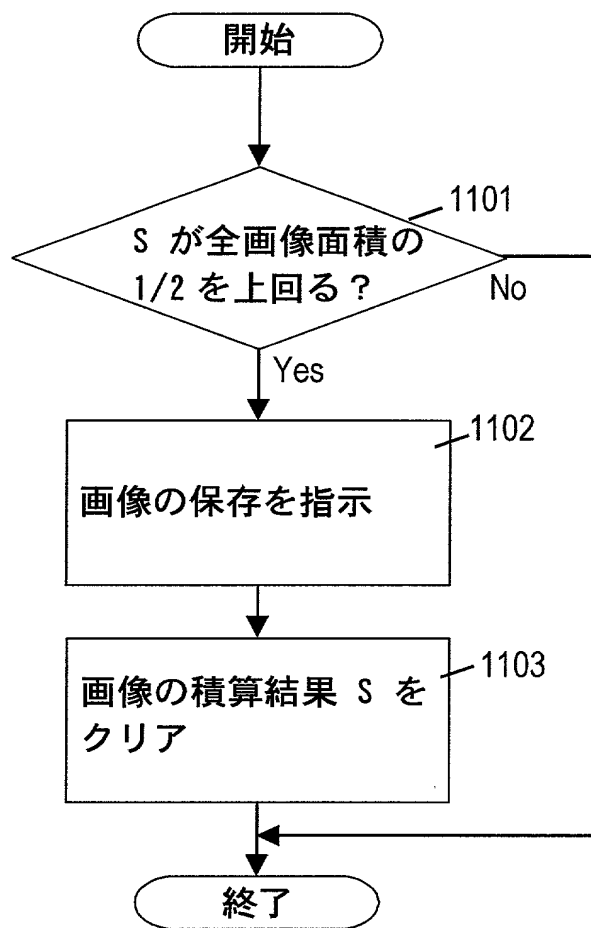 開始
1101
S が全画像面積の
1/2 を上回る？
No
Yes
1102
画像の保存を指示
1103
画像の積算結果 S を
クリア
終了